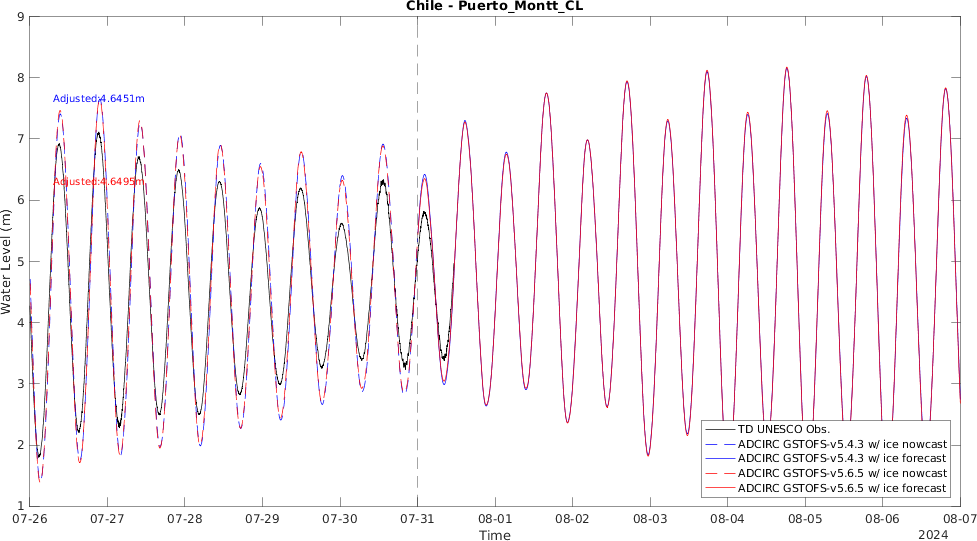 Chile - Puerto_Montt_CL
9
8
7
6
5
4
3
2
1
Water Level (m)
Adjusted:4.6451m
Adjusted:4.6495m
TD UNESCO Obs.
ADCIRC GSTOFS-v5.4.3 w/ ice nowcast
ADCIRC GSTOFS-v5.4.3 w/ ice forecast
ADCIRC GSTOFS-v5.6.5 w/ ice nowcast
ADCIRC GSTOFS-v5.6.5 w/ ice forecast
07-26 07-27 07-28 07-29 07-30 07-31 08-01 08-02 08-03 08-04 08-05 08-06 08-07
Time
2024